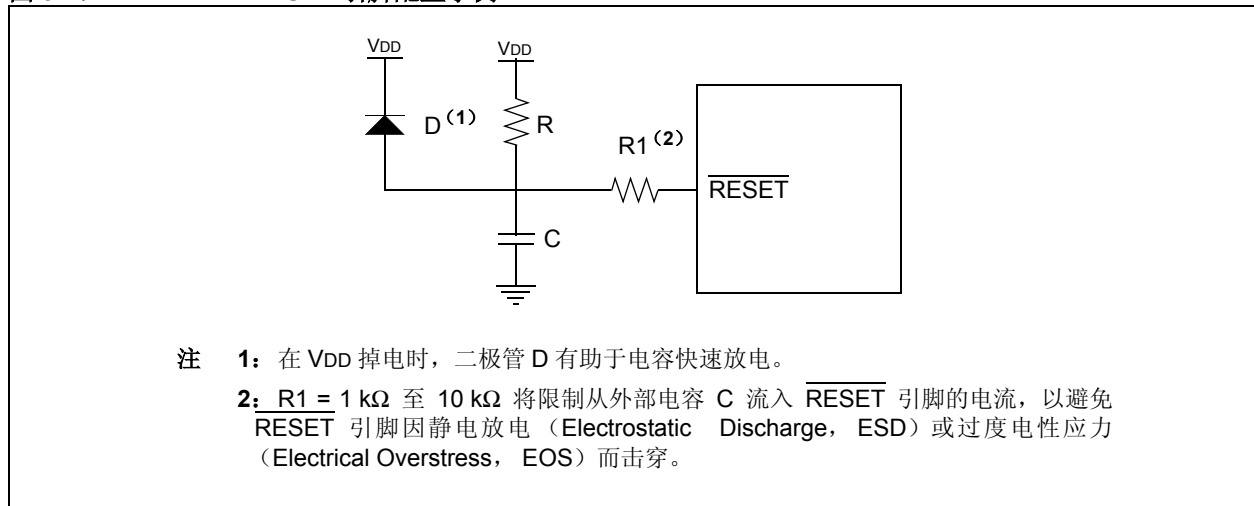 VDD
VDD
D(1)
R
R1(2)
RESET
C
注 1：在 VDD 掉电时，二极管 D 有助于电容快速放电。
2：R1 = 1 kΩ 至 10 kΩ 将限制从外部电容 C 流入 RESET 引脚的电流，以避免
RESET 引脚因静电放电（Electrostatic Discharge， ESD）或过度电性应力
（Electrical Overstress， EOS）而击穿。